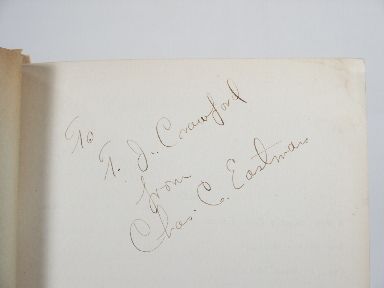 To
F. J. Crawford
from
Chas. C. Eastman